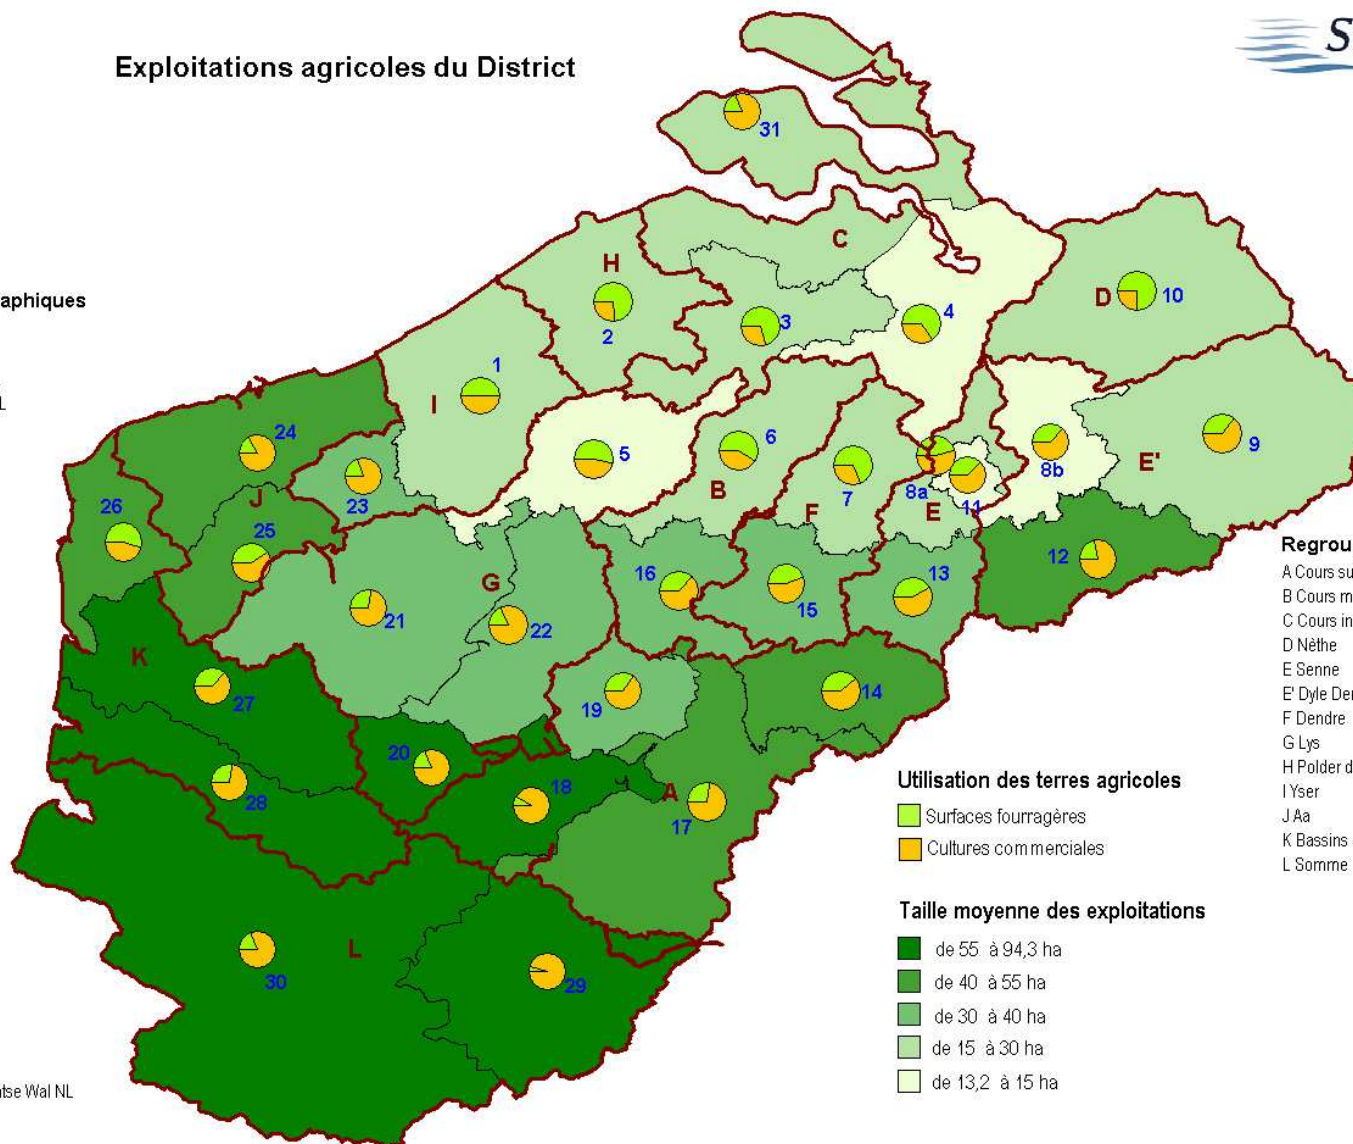 Exploitations agricoles du District
S
31
C
H
aphiques
D
10
4
3
2
1
L
I
24
6
5
9
8b
E'
B
7
8a
23
J
26
F
E
11
25
12
Regrou
A Cours su
B Cours m
C Cours in
D Nèthe
E Senne
E' Dyle De
F Dendre
G Lys
H Polder d
I Yser
J Aa
K Bassins
L Somme
16
13
G
15
21
22
K
27
19
14
20
28
18
A
17
Utilisation des terres agricoles
Surfaces fourragères
Cultures commerciales
Taille moyenne des exploitations
de 55 à 94,3 ha
de 40 à 55 ha
de 30 à 40 ha
de 15 à 30 ha
de 13,2 à 15 ha
L
30
29
tse Wal NL